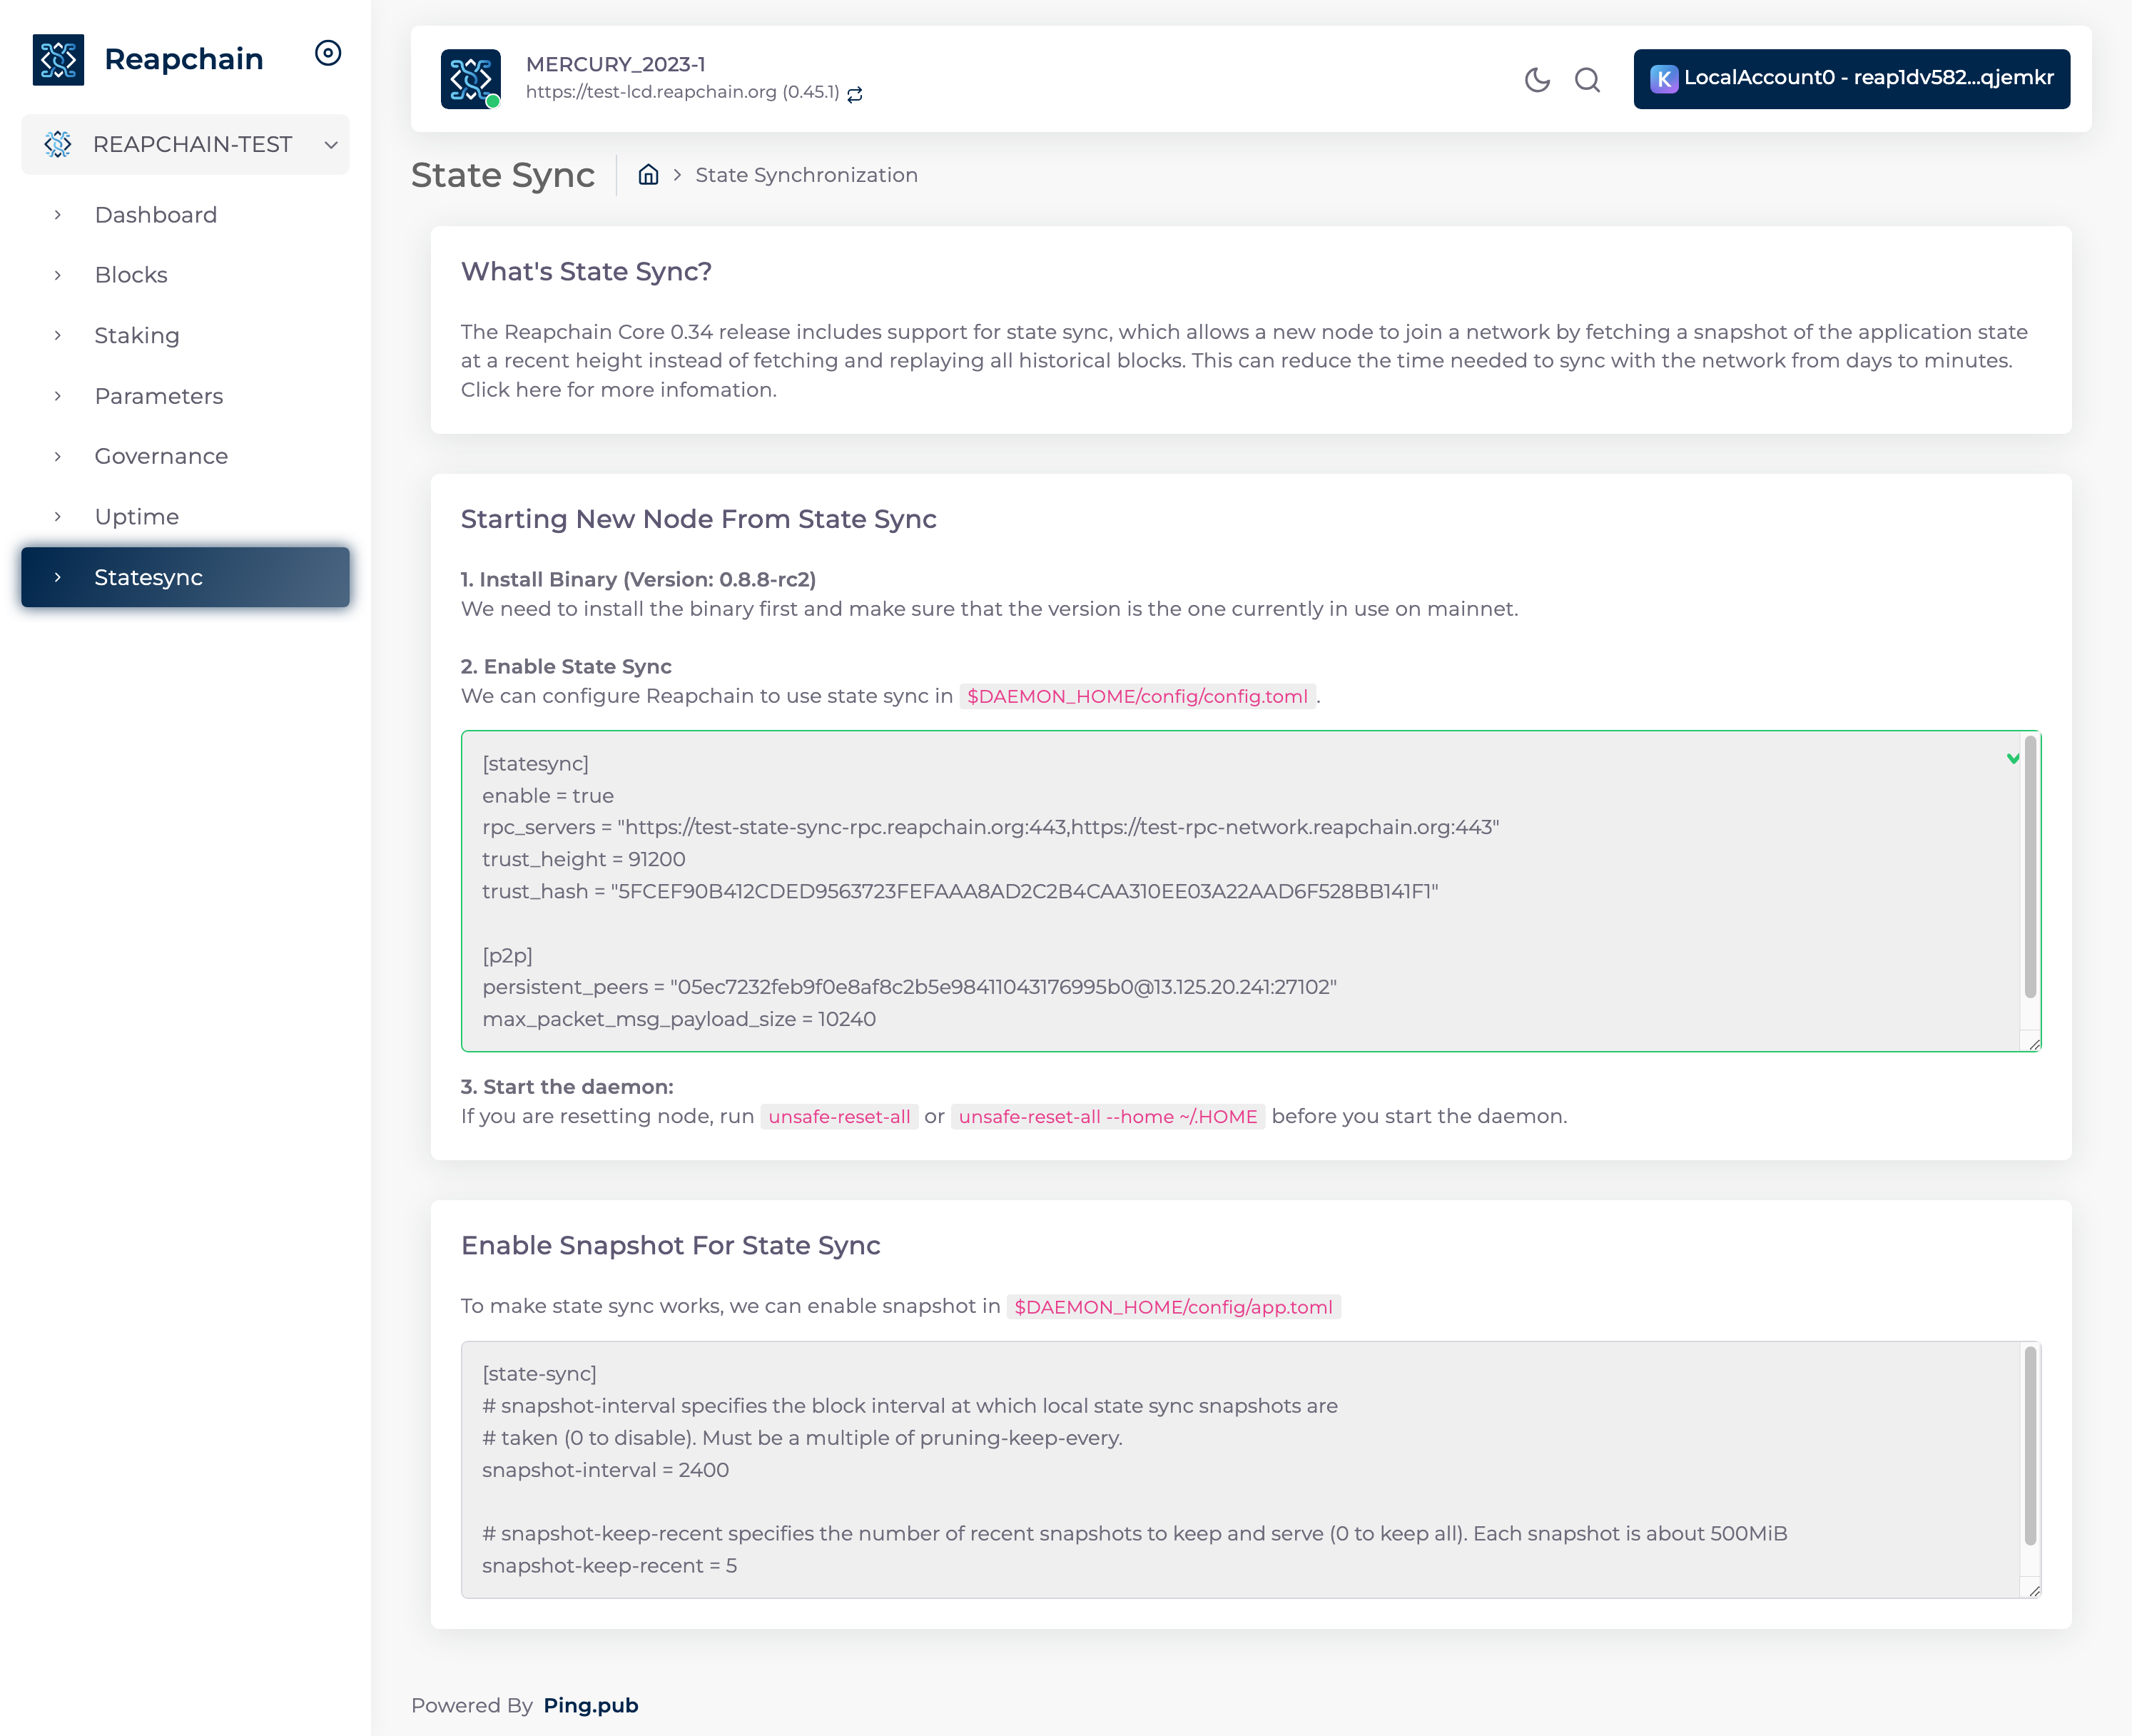 Reapchain
REAPCHAIN-TEST
Dashboard
Blocks
Staking
Parameters
Governance
Uptime
Statesync
MERCURY_2023-1
https://test-lcd.reapchain.org (0.45.1)
K LocalAccount0 - reap1dv582...qjemkr
State Sync
State Synchronization
What's State Sync?
The Reapchain Core 0.34 release includes support for state sync, which allows a new node to join a network by fetching a snapshot of the application state
at a recent height instead of fetching and replaying all historical blocks. This can reduce the time needed to sync with the network from days to minutes.
Click here for more infomation.
Starting New Node From State Sync
1. Install Binary (Version: 0.8.8-rc2)
We need to install the binary first and make sure that the version is the one currently in use on mainnet.
2. Enable State Sync
We can configure Reapchain to use state sync in $DAEMON_HOME/config/config.toml.
[statesync]
enable = true
rpc_servers = "https://test-state-sync-rpc.reapchain.org:443,https://test-rpc-network.reapchain.org:443"
trust_height = 91200
trust_hash = "5FCEF90B412CDED9563723FEFAAA8AD2C2B4CAA310EE03A22AAD6F528BB141F1"
[p2p]
persistent_peers = "05ec7232feb9f0e8af8c2b5e98411043176995b0@13.125.20.241:27102"
max_packet_msg_payload_size = 10240
3. Start the daemon:
If you are resetting node, run unsafe-reset-all or unsafe-reset-all --home ~/.HOME before you start the daemon.
Enable Snapshot For State Sync
To make state sync works, we can enable snapshot in $DAEMON_HOME/config/app.toml
[state-sync]
# snapshot-interval specifies the block interval at which local state sync snapshots are
# taken (0 to disable). Must be a multiple of pruning-keep-every.
snapshot-interval = 2400
# snapshot-keep-recent specifies the number of recent snapshots to keep and serve (0 to keep all). Each snapshot is about 500MiB
snapshot-keep-recent = 5
Powered By Ping.pub